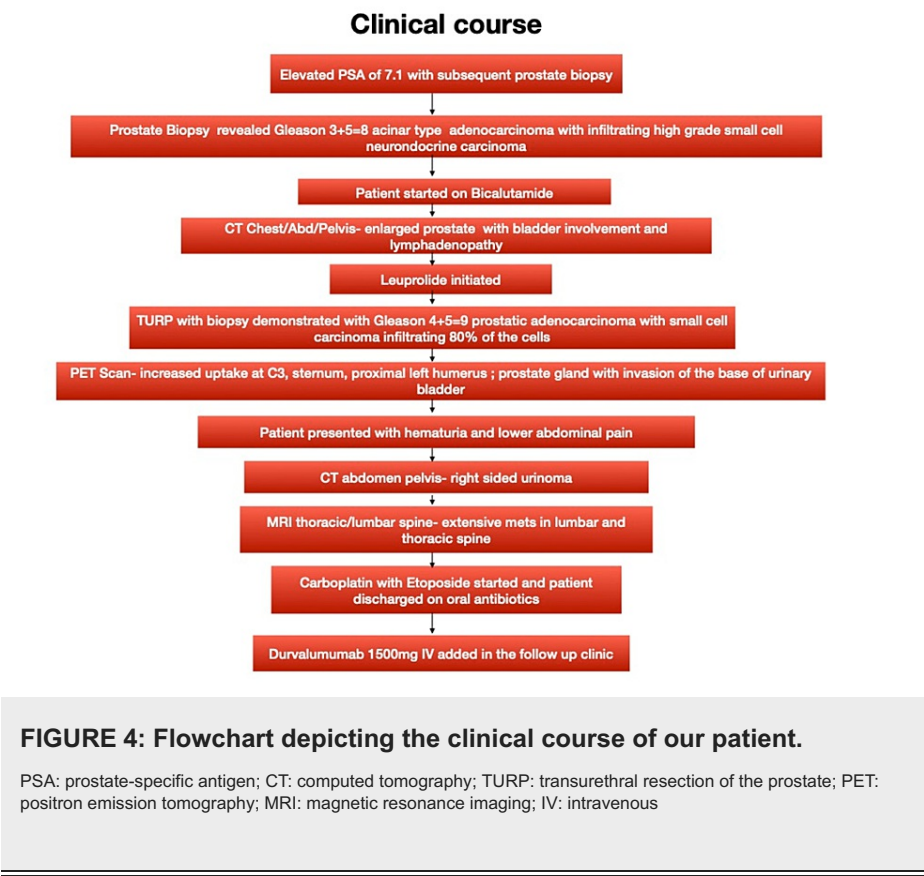 Clinical course
Elevated PSA of 7.1 with subsequent prostate biopsy
Prostate Biopsy revealed Gleason 3+5=8 acinar type adenocarcinoma with infiltrating high grade small cell
neurondocrine carcinoma
Patient started on Bicalutamide
CT Chest/Abd/Pelvis- enlarged prostate with bladder involvement and
lymphadenopathy
Leuprolide initiated
TURP with biopsy demonstrated with Gleason 4+5=9 prostatic adenocarcinoma with small cell
carcinoma infiltrating 80% of the cells
PET Scan- increased uptake at C3, sternum, proximal left humerus ; prostate gland with invasion of the base of urinary
bladder
Patient presented with hematuria and lower abdominal pain
CT abdomen pelvis- right sided urinoma
MRI thoracic/lumbar spine- extensive mets in lumbar and
thoracic spine
Carboplatin with Etoposide started and patient
discharged on oral antibiotics
Durvalumumab 1500mg IV added in the follow up clinic
FIGURE 4: Flowchart depicting the clinical course of our patient.
PSA: prostate-specific antigen; CT: computed tomography; TURP: transurethral resection of the prostate; PET:
positron emission tomography; MRI: magnetic resonance imaging; IV: intravenous